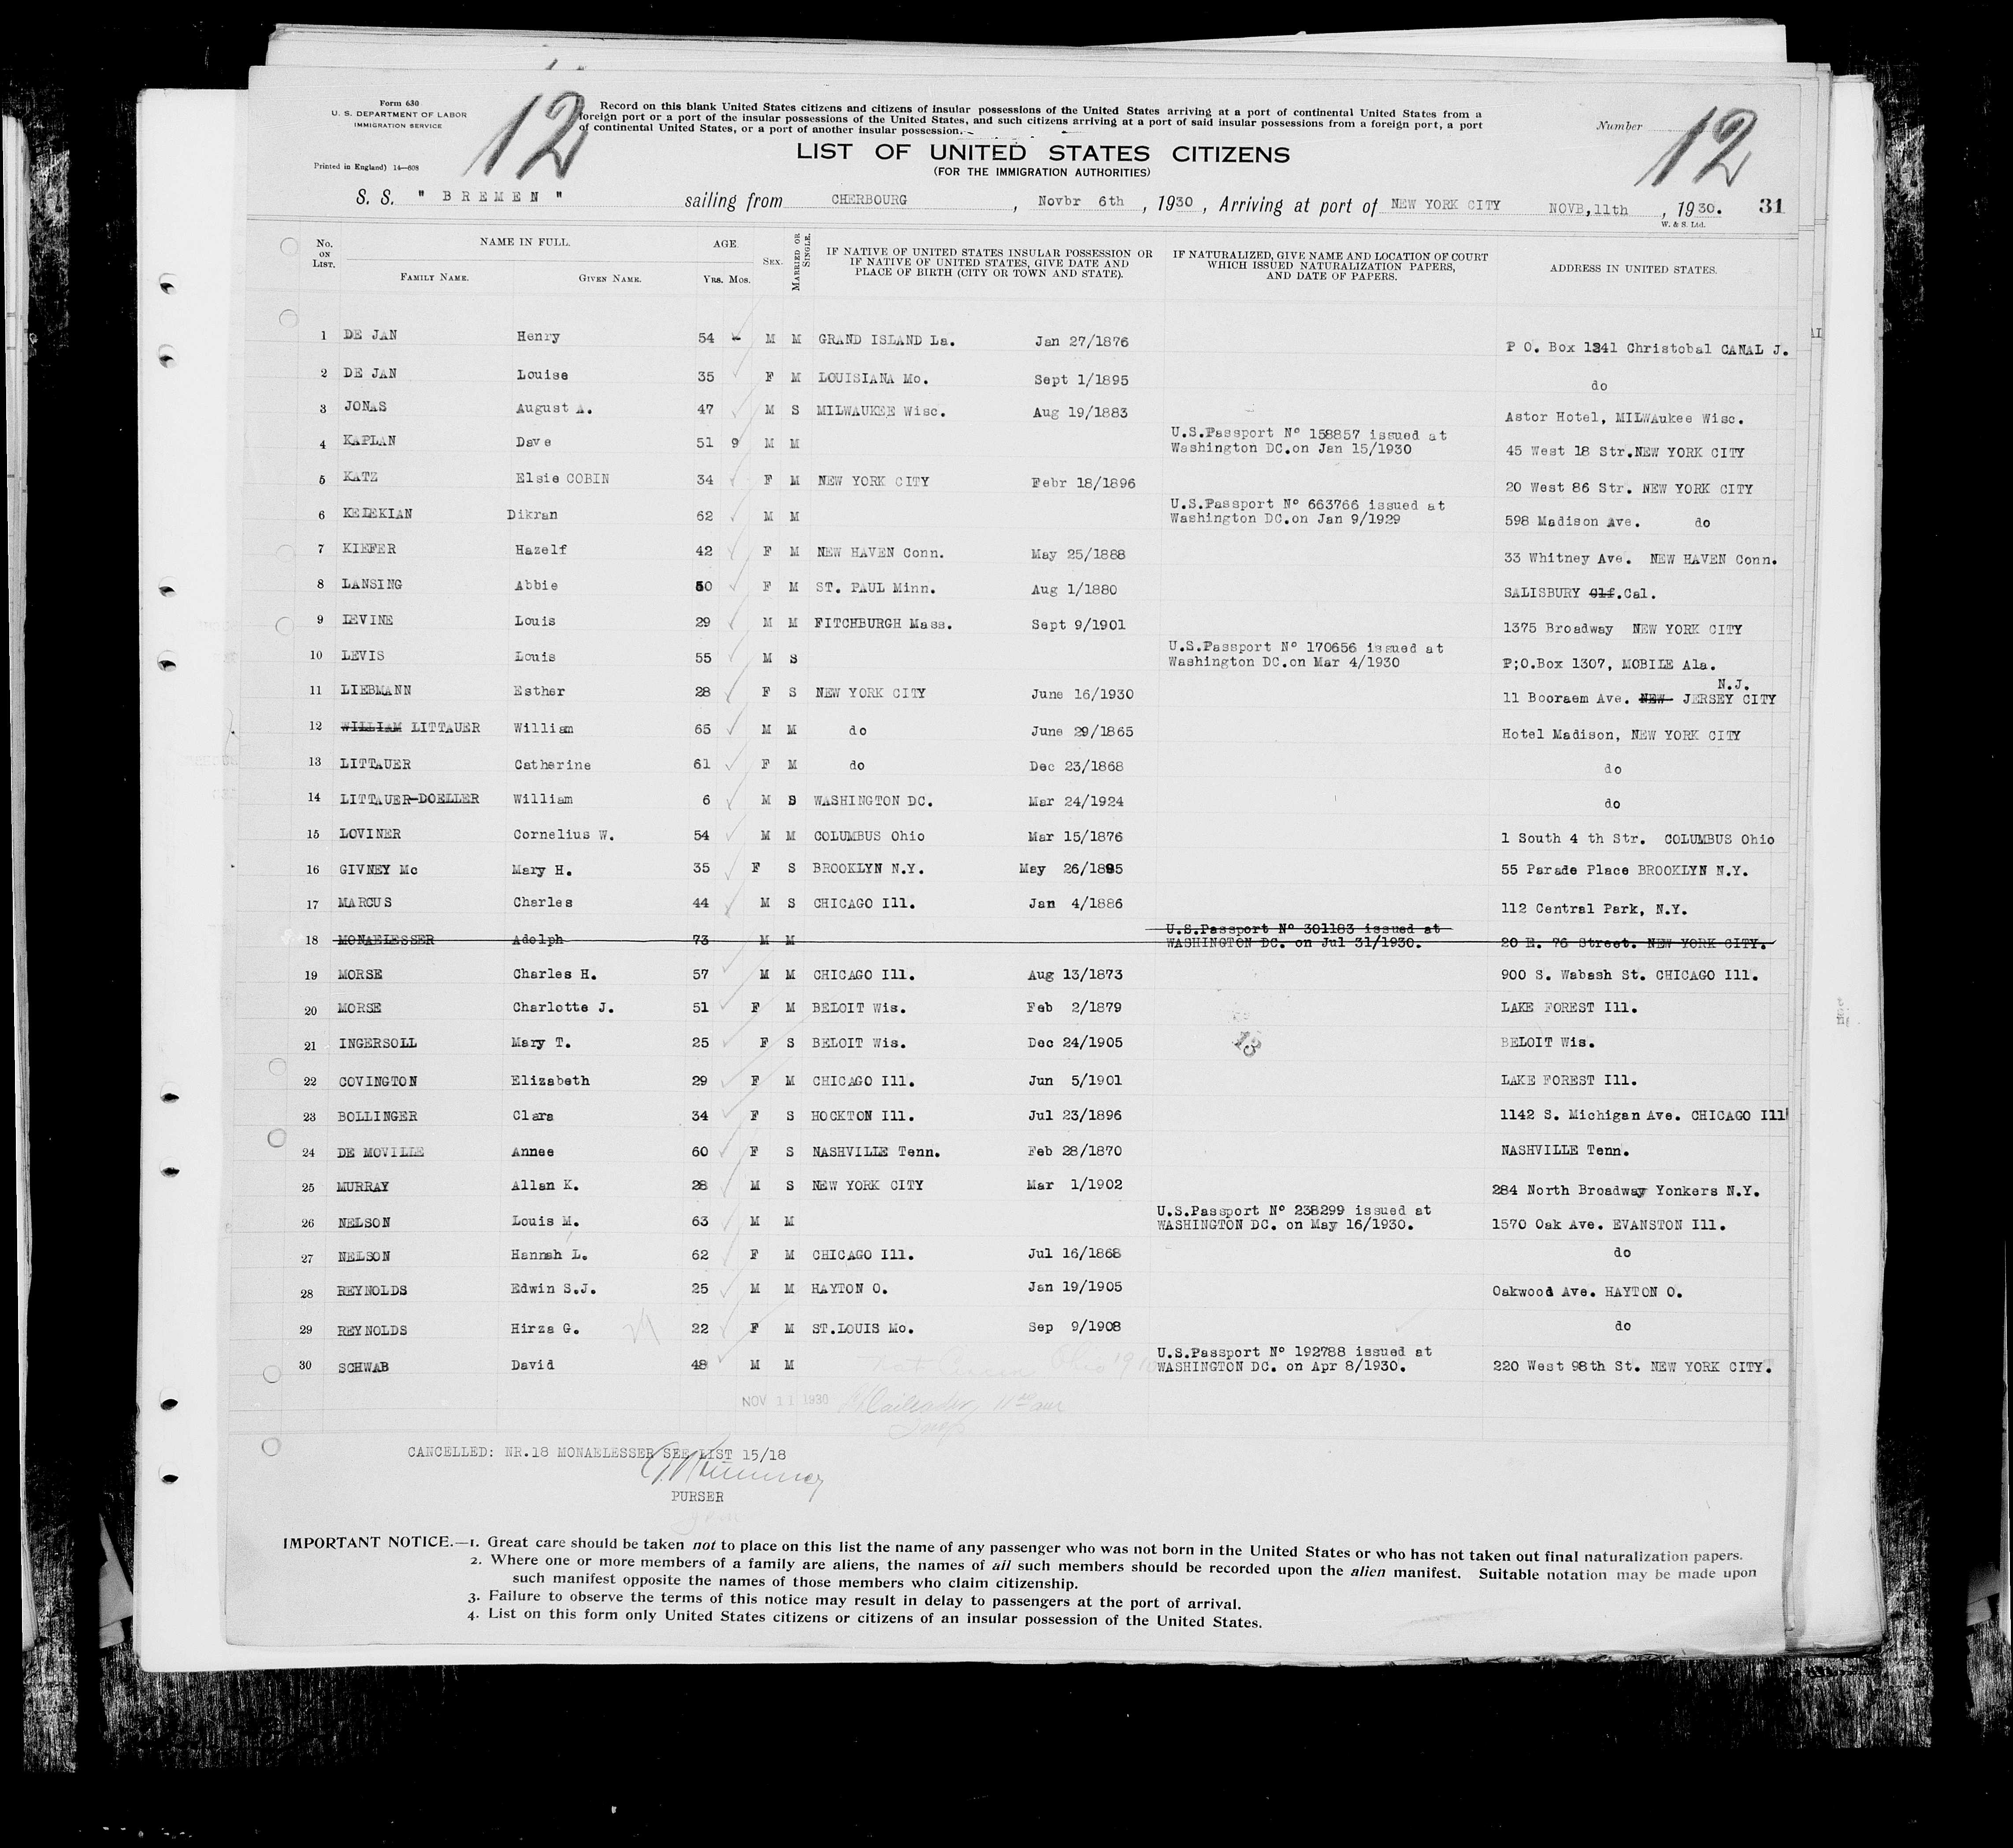 Form 630
U. S. DEPARTMENT OF LABOR
IMMIGRATION SERVICE
Printed in England) 14—608
12
Record on this blank United States citizens and citizens of insular possessions of the United States arriving at a port of continental United States from a
foreign port or a port of the insular possessions of the United States, and such citizens arriving at a port of said insular possessions from a foreign port, a port
of continental United States, or a port of another insular possession.
Number 12
LIST OF UNITED STATES CITIZENS
(FOR THE IMMIGRATION AUTHORITIES)
S. S. " BREMEN " sailing from CHERBOURG , Novbr 6th , 1930 , Arriving at port of NEW YORK CITY NOVB,11th , 1930. 31
W. & S. Ltd.
No. ON LIST. NAME IN FULL. AGE. SEX. MARRIED OR SINGLE. IF NATIVE OF UNITED STATES INSULAR POSSESSION OR IF NATIVE OF UNITED STATES, GIVE DATE AND PLACE OF BIRTH (CITY OR TOWN AND STATE). IF NATURALIZED, GIVE NAME AND LOCATION OF COURT WHICH ISSUED NATURALIZATION PAPERS, AND DATE OF PAPERS. ADDRESS IN UNITED STATES.
FAMILY NAME. GIVEN NAME. Yrs. Mos.
1 DE JAN Henry 54 M M GRAND ISLAND La. Jan 27/1876 P O. Box 1241 Christobal CANAL J.
2 DE JAN Louise 35 F M LOUISIANA Mo. Sept 1/1895 do
3 JONAS August A. 47 M S MILWAUKEE Wisc. Aug 19/1883 Astor Hotel, MILWAukee Wisc.
4 KAPLAN Dave 51 9 M M U.S.Passport Nº 158857 issued at Washington DC.on Jan 15/1930 45 West 18 Str.NEW YORK CITY
5 KATZ Elsie COBIN 34 F M NEW YORK CITY Febr 18/1896 20 West 86 Str. NEW YORK CITY
6 KELEKIAN Dikran 62 M M U.S.Passport Nº 663766 issued at Washington DC.on Jan 9/1929 598 Madison Ave. do
7 KIEFER Hazelf 42 F M NEW HAVEN Conn. May 25/1888 33 Whitney Ave. NEW HAVEN Conn.
8 LANSING Abbie 50 F M ST. PAUL Minn. Aug 1/1880 SALISBURY Clf.Cal.
9 LEVINE Louis 29 M M FITCHBURGH Mass. Sept 9/1901 1375 Broadway NEW YORK CITY
10 LEVIS Louis 55 M S U.S.Passport Nº 170656 issued at Washington DC.on Mar 4/1930 P;O.Box 1307, MOBILE Ala.
11 LIEBMANN Esther 28 F S NEW YORK CITY June 16/1930 11 Booraem Ave. NEW JERSEY CITY N.J.
12 WILLIAM LITTAUER William 65 M M do June 29/1865 Hotel Madison, NEW YORK CITY
13 LITTAUER Catherine 61 F M do Dec 23/1868 do
14 LITTAUER-DOELLER William 6 M S WASHINGTON DC. Mar 24/1924 do
15 LOVINER Cornelius W. 54 M M COLUMBUS Ohio Mar 15/1876 1 South 4 th Str. COLUMBUS Ohio
16 GIVNEY Mc Mary H. 35 F S BROOKLYN N.Y. May 26/1895 55 Parade Place BROOKLYN N.Y.
17 MARCUS Charles 44 M S CHICAGO Ill. Jan 4/1886 112 Central Park, N.Y.
18 MONAELESSER Adolph 73 M M U.S.Passport Nº 301183 issued at WASHINGTON DC. on Jul 31/1930. 20 E. 76 Street. NEW YORK CITY.
19 MORSE Charles H. 57 M M CHICAGO Ill. Aug 13/1873 900 S. Wabash St. CHICAGO Ill.
20 MORSE Charlotte J. 51 F M BELOIT Wis. Feb 2/1879 LAKE FOREST Ill.
21 INGERSOLL Mary T. 25 F S BELOIT Wis. Dec 24/1905 13 BELOIT Wis.
22 COVINGTON Elizabeth 29 F M CHICAGO Ill. Jun 5/1901 LAKE FOREST Ill.
23 BOLLINGER Clara 34 F S HOCKTON Ill. Jul 23/1896 1142 S. Michigan Ave. CHICAGO Ill
24 DE MOVILLE Annee 60 F S NASHVILLE Tenn. Feb 28/1870 NASHVILLE Tenn.
25 MURRAY Allan K. 28 M S NEW YORK CITY Mar 1/1902 284 North Broadway Yonkers N.Y.
26 NELSON Louis M. 63 M M U.S.Passport Nº 238299 issued at WASHINGTON DC. on May 16/1930. 1570 Oak Ave. EVANSTON Ill.
27 NELSON Hannah L. 62 F M CHICAGO Ill. Jul 16/1868 do
28 REYNOLDS Edwin S.J. 25 M M HAYTON O. Jan 19/1905 Oakwood Ave. HAYTON O.
29 REYNOLDS Hirza G. 22 F M ST.LOUIS Mo. Sep 9/1908 do
30 SCHWAB David 48 M M U.S.Passport Nº 192788 issued at WASHINGTON DC. on Apr 8/1930. 220 West 98th St. NEW YORK CITY.
NOV 11 1930
CANCELLED: NR.18 MONAELESSER SEE LIST 15/18
PURSER
IMPORTANT NOTICE.—1. Great care should be taken not to place on this list the name of any passenger who was not born in the United States or who has not taken out final naturalization papers.
2. Where one or more members of a family are aliens, the names of all such members should be recorded upon the alien manifest. Suitable notation may be made upon
such manifest opposite the names of those members who claim citizenship.
3. Failure to observe the terms of this notice may result in delay to passengers at the port of arrival.
4. List on this form only United States citizens or citizens of an insular possession of the United States.